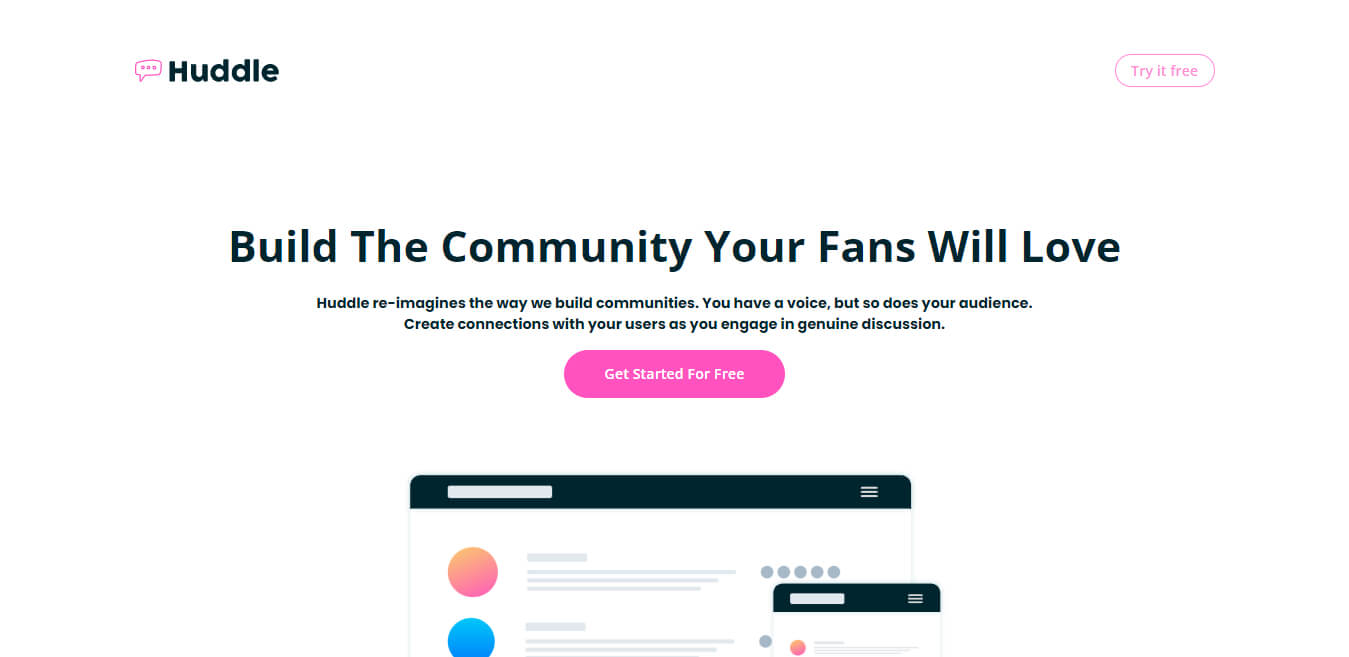 Huddle
Try it free
Build The Community Your Fans Will Love
Huddle re-imagines the way we build communities. You have a voice, but so does your audience.
Create connections with your users as you engage in genuine discussion.
Get Started For Free